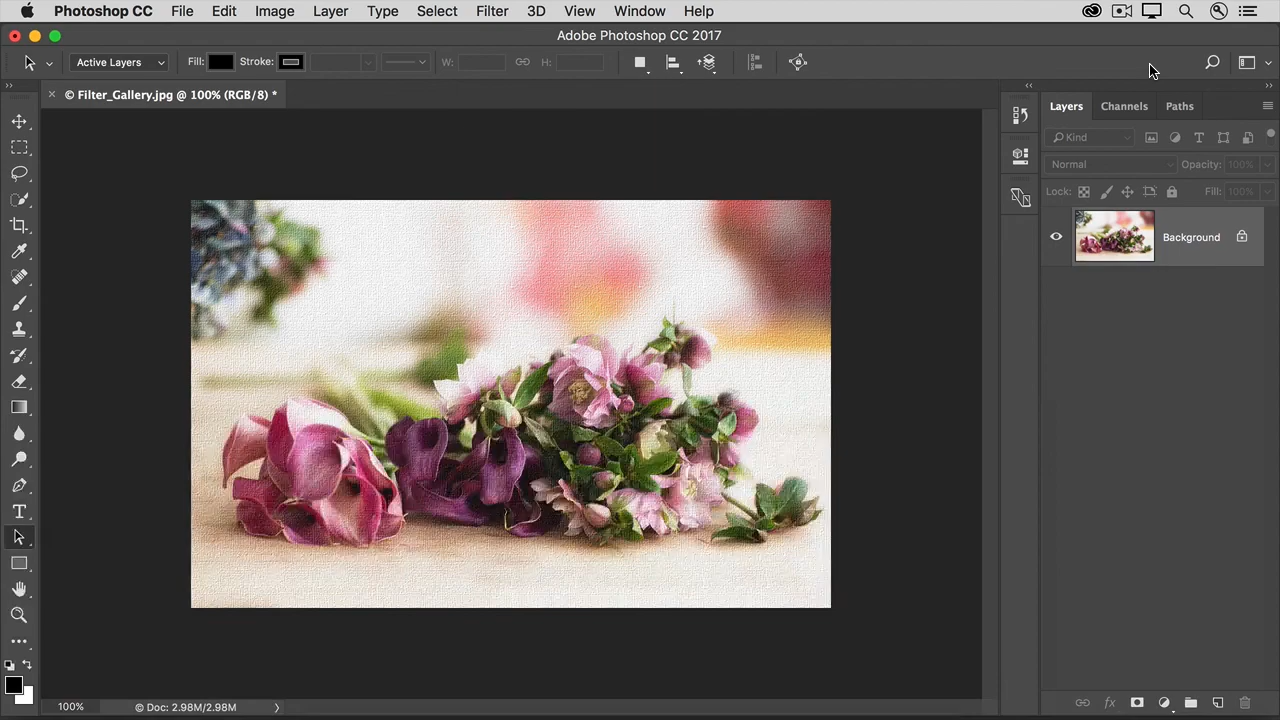 Photoshop CC File Edit Image Layer Type Select Filter 3D View Window Help
Adobe Photoshop CC 2017
Active Layers Fill: Stroke: W: H:
© Filter_Gallery.jpg @ 100% (RGB/8) *
Layers Channels Paths
Kind
Normal Opacity: 100%
Lock: Fill: 100%
Background
100% Doc: 2.98M/2.98M